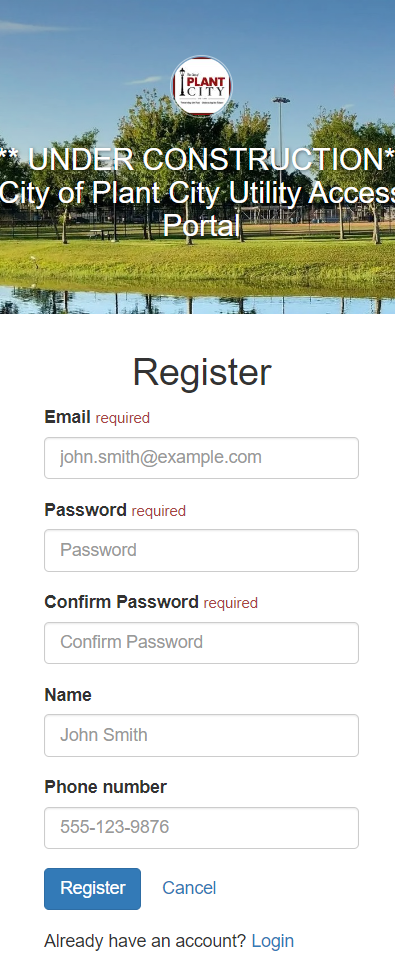 PLANT
CITY
** UNDER CONSTRUCTION*
City of Plant City Utility Access
Portal
Register
Email required
john.smith@example.com
Password required
Password
Confirm Password required
Confirm Password
Name
John Smith
Phone number
555-123-9876
Register Cancel
Already have an account? Login